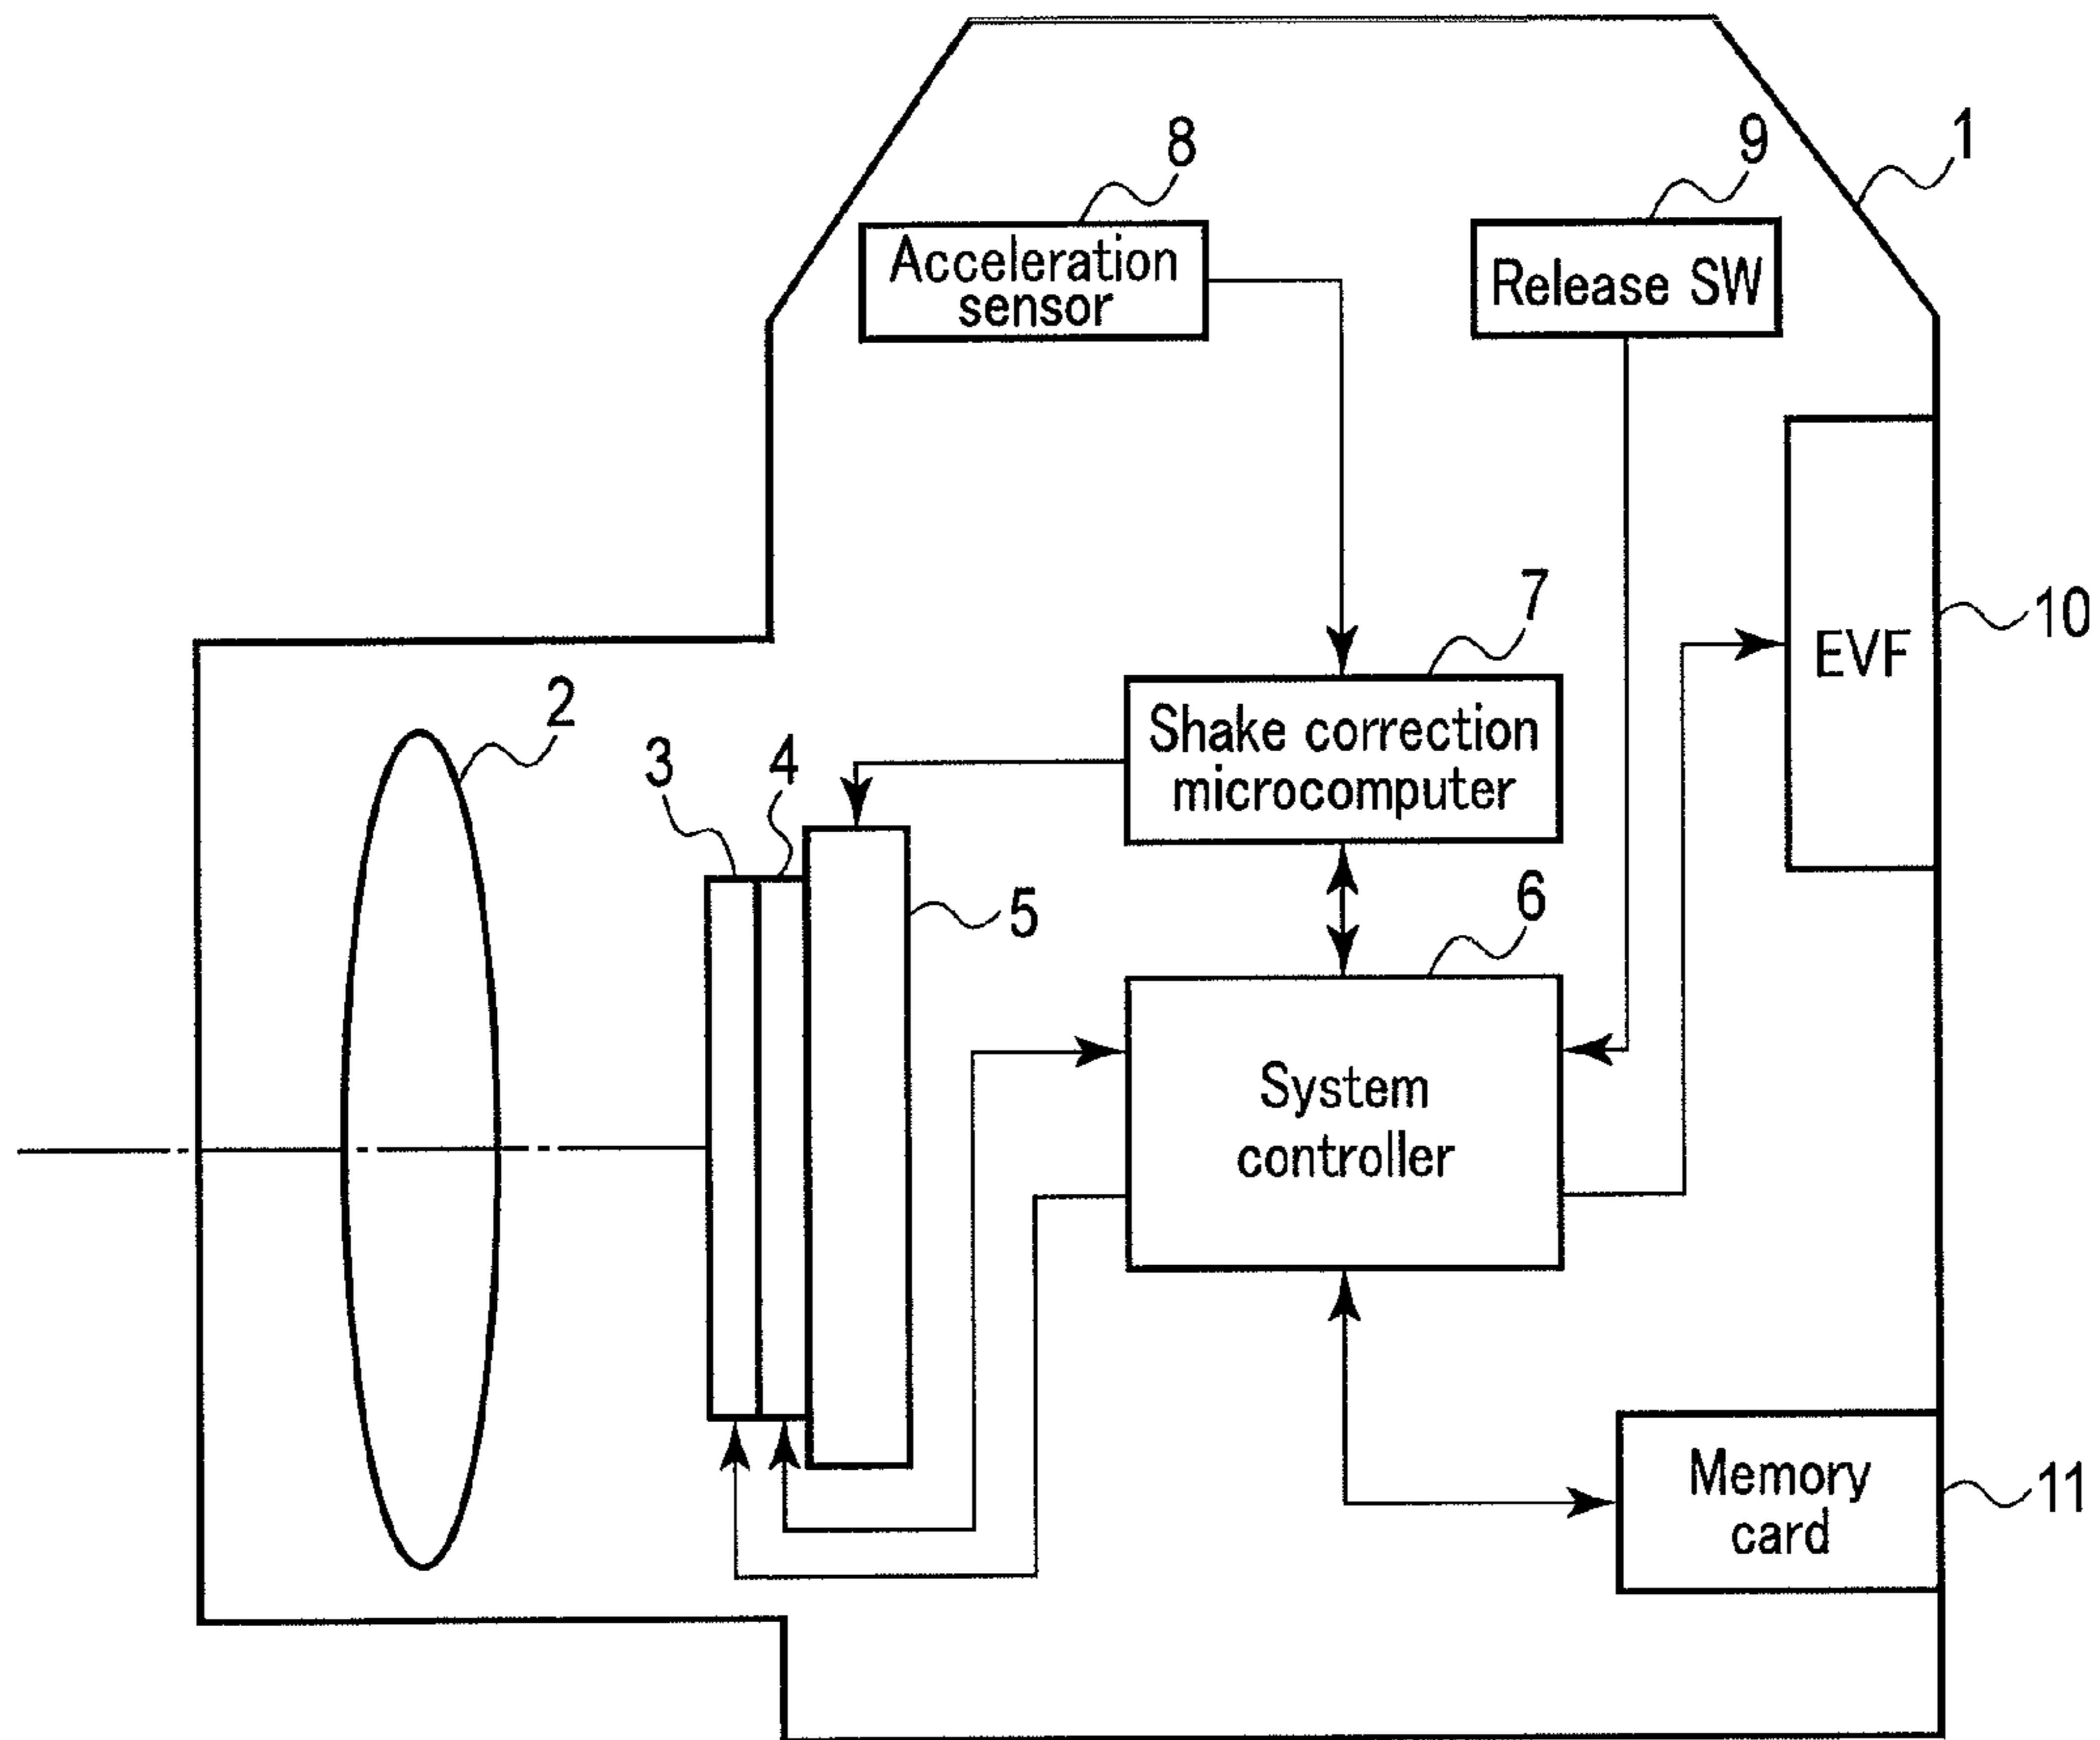 8
9
1
Acceleration
sensor
Release SW
7
10
EVF
2
3
4
Shake correction
microcomputer
5
6
System
controller
Memory
card
11